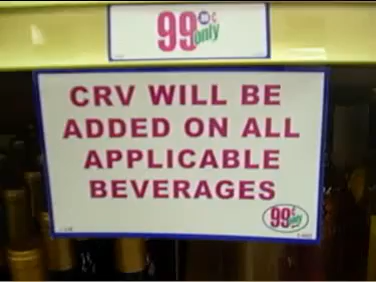 99¢ only
CRV WILL BE
ADDED ON ALL
APPLICABLE
BEVERAGES
99¢ only